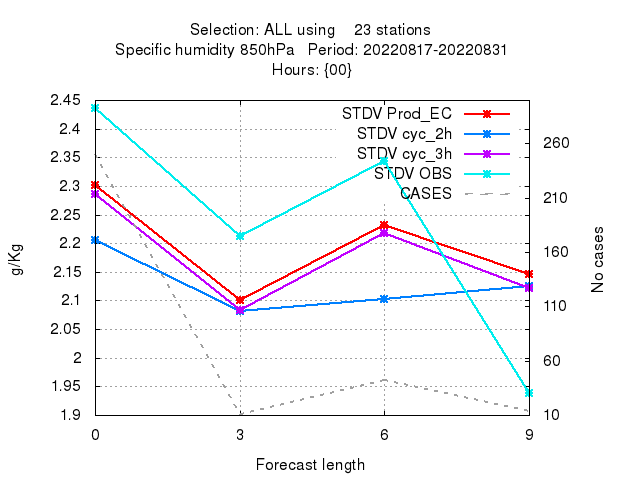 Selection: ALL using 23 stations
Specific humidity 850hPa Period: 20220817-20220831
Hours: {00}
2.45
2.4
2.35
2.3
2.25
2.2
2.15
2.1
2.05
2
1.95
1.9
g/Kg
STDV Prod_EC
STDV cyc_2h
STDV cyc_3h
STDV OBS
CASES
260
210
160
110
60
10
No cases
0 3 6 9
Forecast length